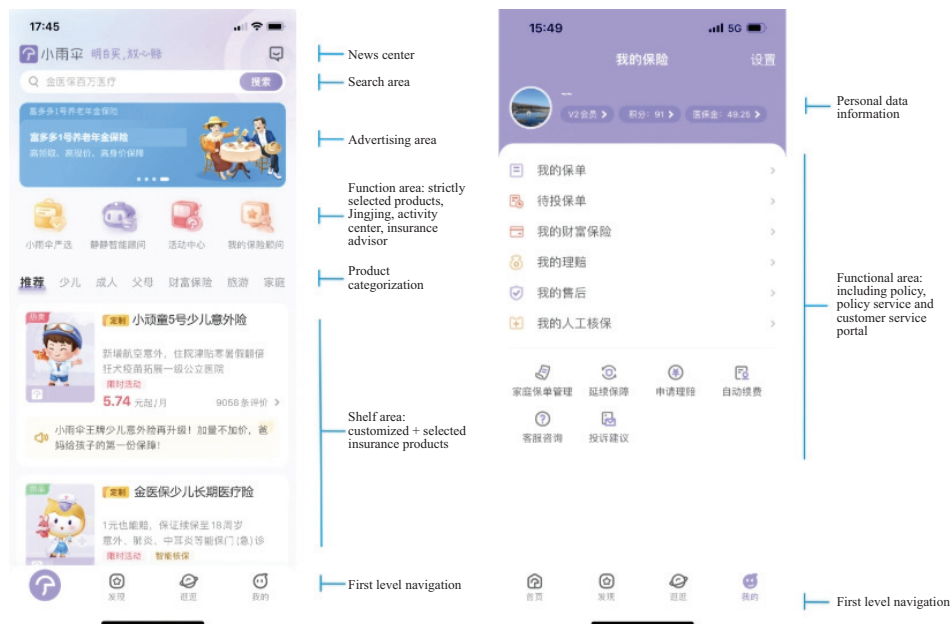 17:45
小雨伞 明白买,放心赔
News center
金医保百万医疗
搜索
Search area
富多多1号养老年金保险
富多多1号养老年金保险
高领取、高现价、高身价保障
Advertising area
小雨伞严选
静静智能顾问
活动中心
我的保险顾问
Function area: strictly
selected products,
Jingjing, activity
center, insurance
advisor
推荐 少儿 成人 父母 财富保险 旅游 家庭
Product
categorization
热卖
定制 小顽童5号少儿意外险
新增航空意外, 住院津贴寒暑假翻倍
狂犬疫苗拓展一级公立医院
限时活动
5.74 元起/月
9058条评价 >
小雨伞王牌少儿意外险再升级! 加量不加价, 爸
妈给孩子的第一份保障!
Shelf area:
customized + selected
insurance products
定制 金医保少儿长期医疗险
1元也能赔, 保证续保至18周岁
意外、肺炎、中耳炎等能保门(急)诊
限时活动 智能核保
发现
逛逛
我的
First level navigation
15:49
5G
我的保险
设置
--
V2会员 >
积分: 91 >
医保金: 49.25 >
Personal data
information
我的保单
待投保单
我的财富保险
我的理赔
我的售后
我的人工核保
家庭保单管理
延续保障
申请理赔
自动续费
客服咨询
投诉建议
Functional area:
including policy,
policy service and
customer service
portal
首页
发现
逛逛
我的
First level navigation